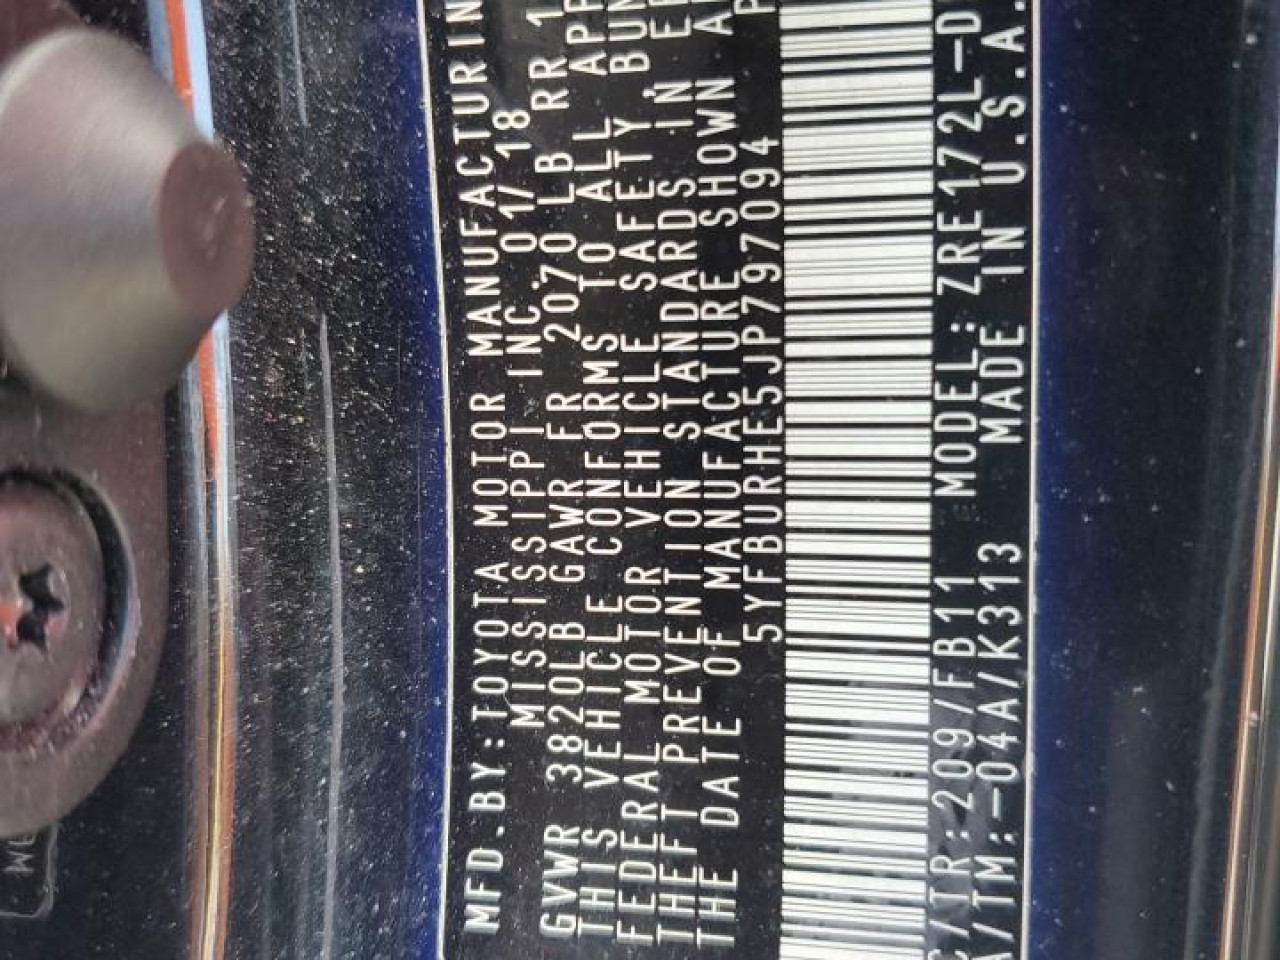 MFD.BY:TOYOTA MOTOR MANUFACTURIN
MISSISSIPPI INC. 01/18
GVWR 3820LB GAWR FR 2070LB RR 1
THIS VEHICLE CONFORMS TO ALL APP
FEDERAL MOTOR VEHICLE SAFETY, BUM
THEFT PREVENTION STANDARDS IN EF
THE DATE OF MANUFACTURE SHOWN A
5YFBURHE5JP797094 P
C/TR:209/FB11 MODEL: ZRE172L-D
A/TM:-04A/K313 MADE IN U.S.A.